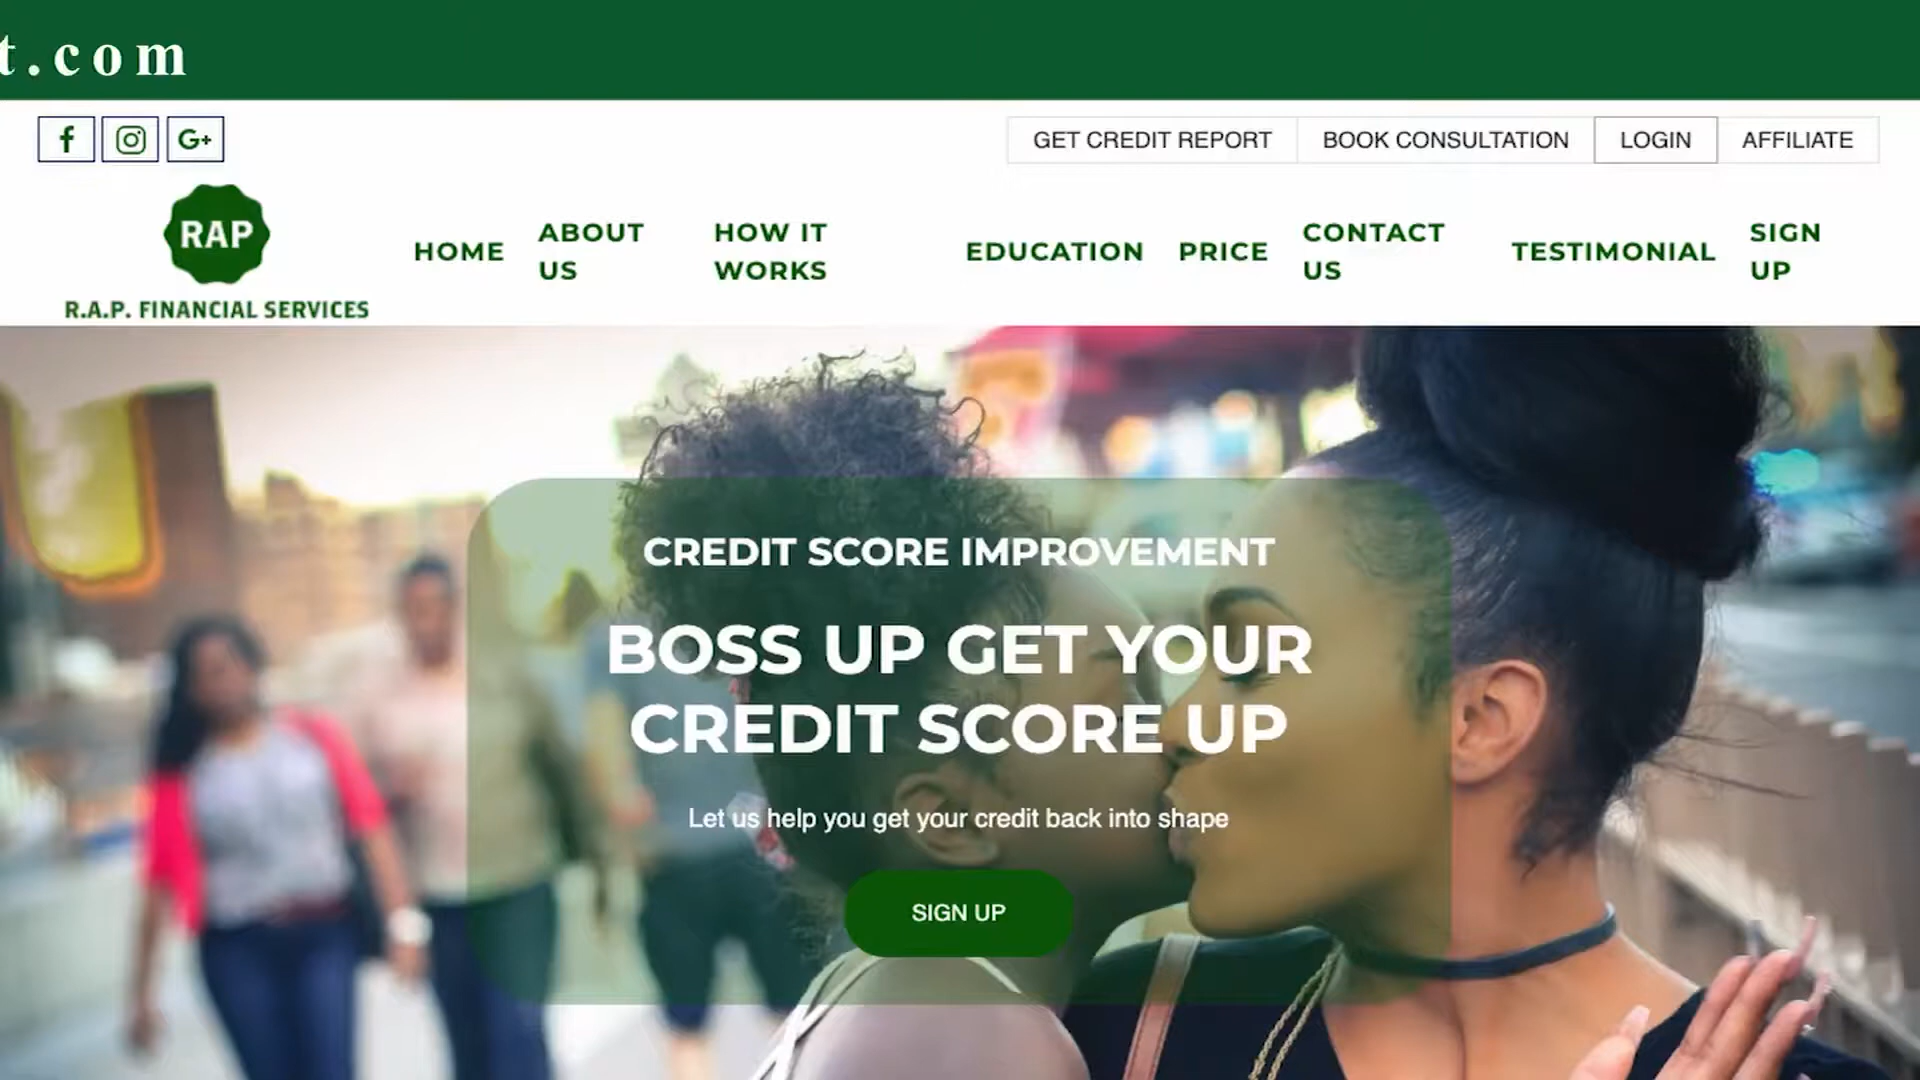 t.com
GET CREDIT REPORT
BOOK CONSULTATION
LOGIN
AFFILIATE
RAP
R.A.P. FINANCIAL SERVICES
HOME
ABOUT
US
HOW IT
WORKS
EDUCATION
PRICE
CONTACT
US
TESTIMONIAL
SIGN
UP
CREDIT SCORE IMPROVEMENT
BOSS UP GET YOUR
CREDIT SCORE UP
Let us help you get your credit back into shape
SIGN UP